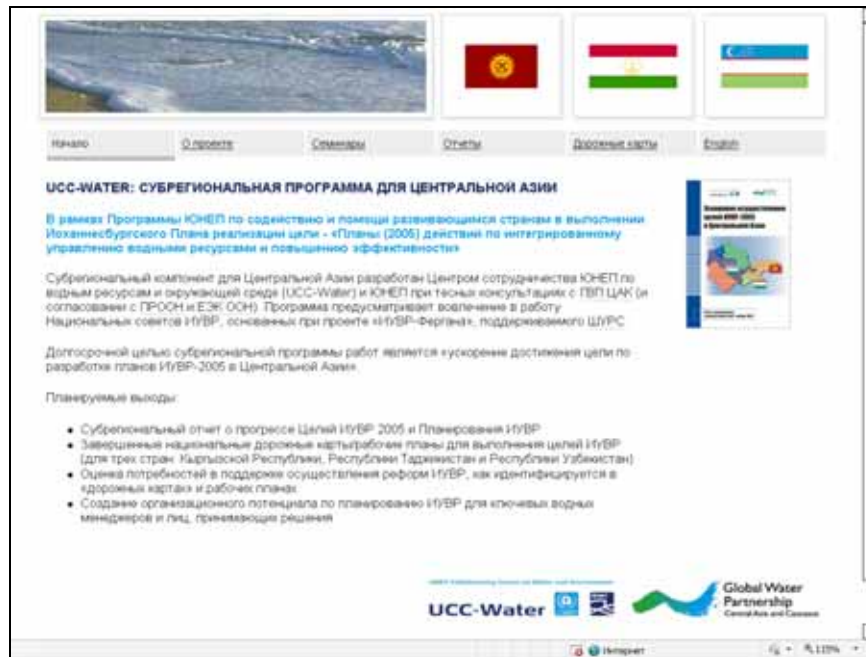 Начало О проекте Семинары Отчеты Дорожные карты English
UCC-WATER: СУБРЕГИОНАЛЬНАЯ ПРОГРАММА ДЛЯ ЦЕНТРАЛЬНОЙ АЗИИ
В рамках Программы ЮНЕП по содействию и помощи развивающимся странам в выполнении
Йоханнесбургского Плана реализации цели - «Планы (2005) действий по интегрированному
управлению водными ресурсами и повышению эффективности»
Субрегиональный компонент для Центральной Азии разработан Центром сотрудничества ЮНЕП по
водным ресурсам и окружающей среде (UCC-Water) и ЮНЕП при тесных консультациях с ГВП ЦАК (и
согласовании с ПРООН и ЕЭК ООН). Программа предусматривает вовлечение в работу
Национальных советов ИУВР, основанных при проекте «ИУВР-Фергана», поддерживаемого ШУРС
Долгосрочной целью субрегиональной программы работ является «ускорение достижения цели по
разработке планов ИУВР-2005 в Центральной Азии».
Планируемые выходы:
• Субрегиональный отчет о прогрессе Целий ИУВР 2005 и Планирования ИУВР
• Завершенные национальные дорожные карты/рабочие планы для выполнения целей ИУВР
(для трех стран: Кыргызской Республики, Республики Таджикистан и Республики Узбекистан)
• Оценка потребностей в поддержке осуществления реформ ИУВР, как идентифицируется в
«дорожных картах» и рабочих планах
• Создание организационного потенциала по планированию ИУВР для ключевых водных
менеджеров и лиц, принимающих решения
UCC-Water
Global Water
Partnership
Central Asia and Caucasus
Интернет 115%